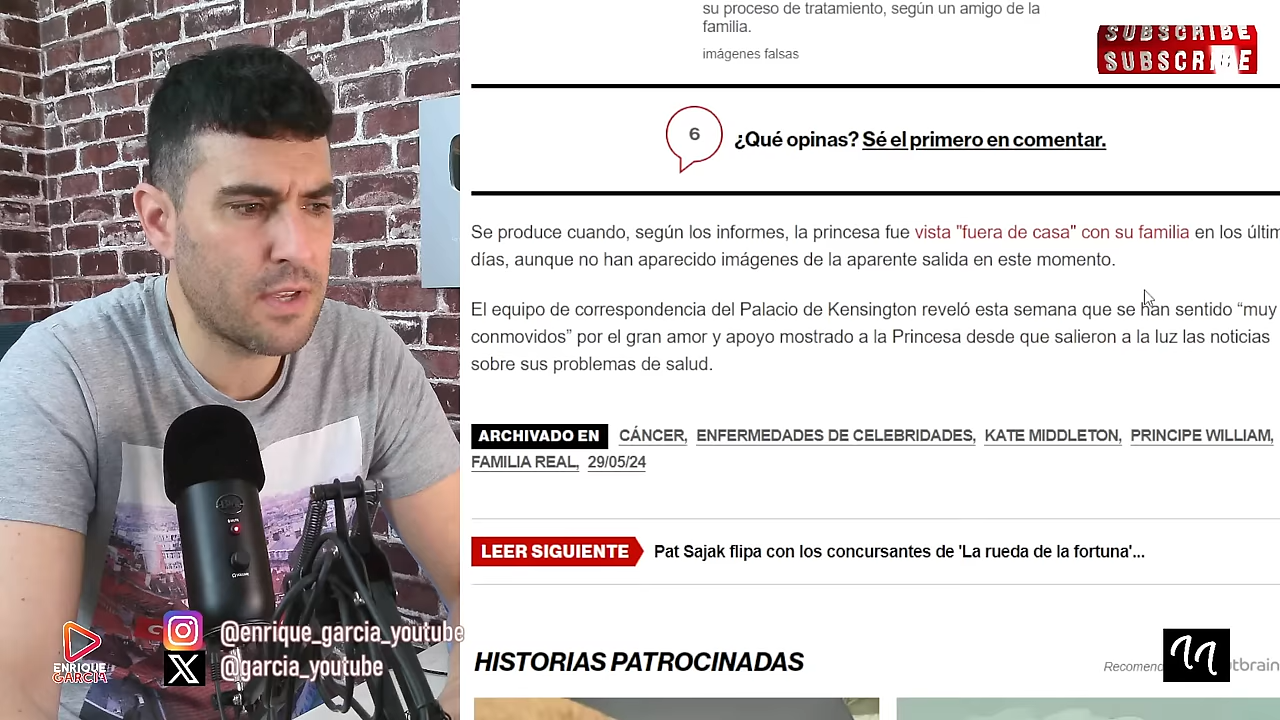 su proceso de tratamiento, según un amigo de la
familia.
imágenes falsas
SUBSCRIBE
SUBSCRIBE
6
¿Qué opinas? Sé el primero en comentar.
Se produce cuando, según los informes, la princesa fue vista "fuera de casa" con su familia en los últim
días, aunque no han aparecido imágenes de la aparente salida en este momento.
El equipo de correspondencia del Palacio de Kensington reveló esta semana que se han sentido “muy
conmovidos” por el gran amor y apoyo mostrado a la Princesa desde que salieron a la luz las noticias
sobre sus problemas de salud.
ARCHIVADO EN CÁNCER, ENFERMEDADES DE CELEBRIDADES, KATE MIDDLETON, PRINCIPE WILLIAM,
FAMILIA REAL, 29/05/24
LEER SIGUIENTE Pat Sajak flipa con los concursantes de 'La rueda de la fortuna'...
@enrique_garcia_youtube
@garcia_youtube
ENRIQUE
GARCIA
HISTORIAS PATROCINADAS
Recomend
utbrain